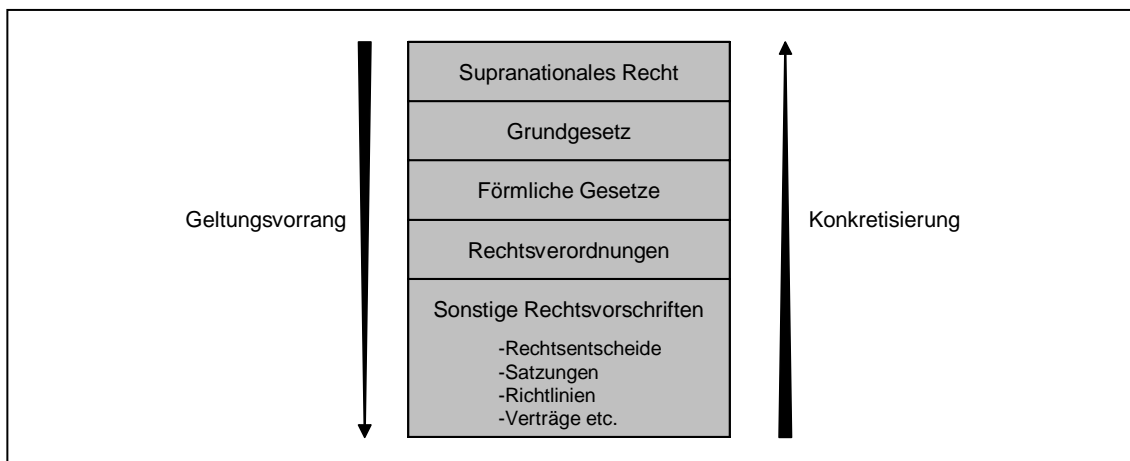 Supranationales Recht
Grundgesetz
Förmliche Gesetze
Geltungsvorrang
Konkretisierung
Rechtsverordnungen
Sonstige Rechtsvorschriften
-Rechtsentscheide
-Satzungen
-Richtlinien
-Verträge etc.